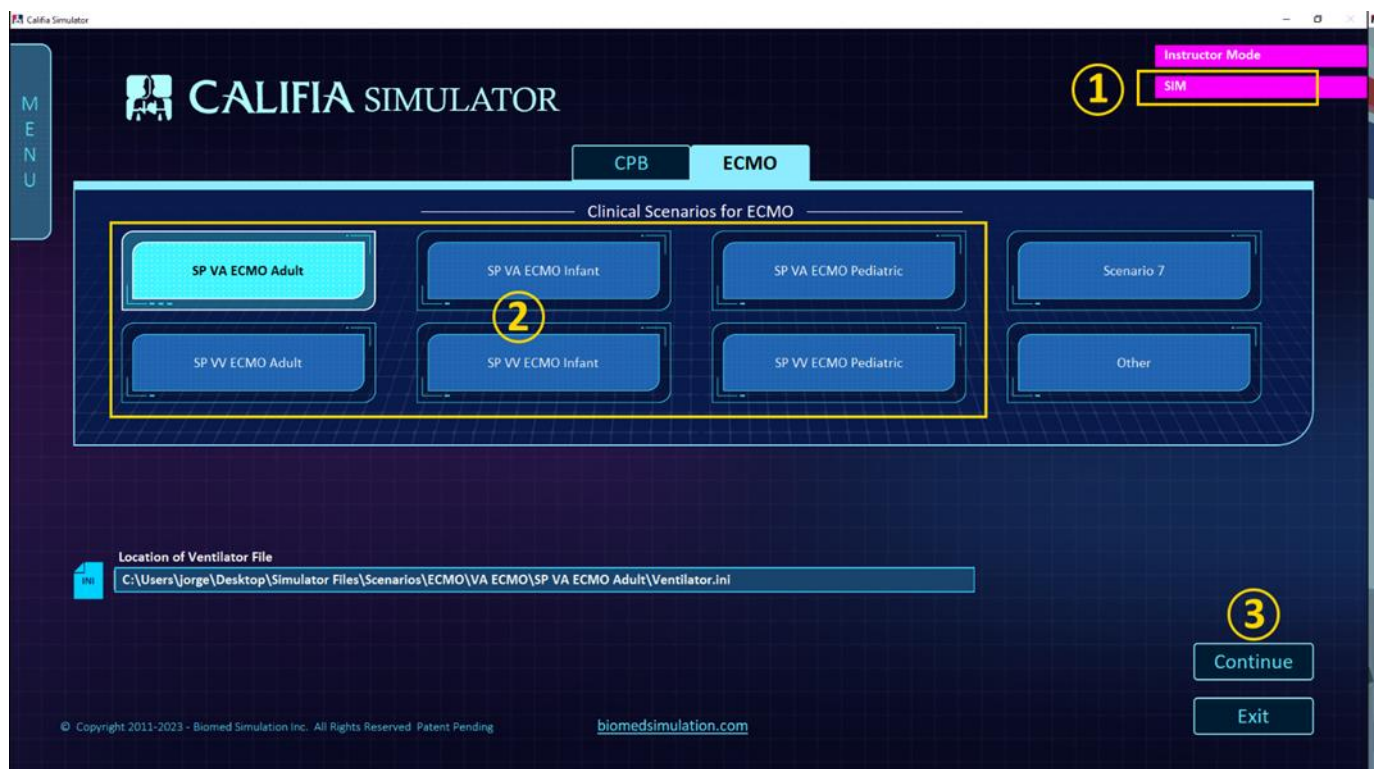 Califia Simulator
Instructor Mode
SIM
1
MENU
CALIFIA SIMULATOR
CPB
ECMO
Clinical Scenarios for ECMO
SP VA ECMO Adult
SP VA ECMO Infant
SP VA ECMO Pediatric
Scenario 7
2
SP VV ECMO Adult
SP VV ECMO Infant
SP VV ECMO Pediatric
Other
Location of Ventilator File
INI
C:\Users\jorge\Desktop\Simulator Files\Scenarios\ECMO\VA ECMO\SP VA ECMO Adult\Ventilator.ini
3
Continue
Exit
© Copyright 2011-2023 - Biomed Simulation Inc. All Rights Reserved Patent Pending
biomedsimulation.com